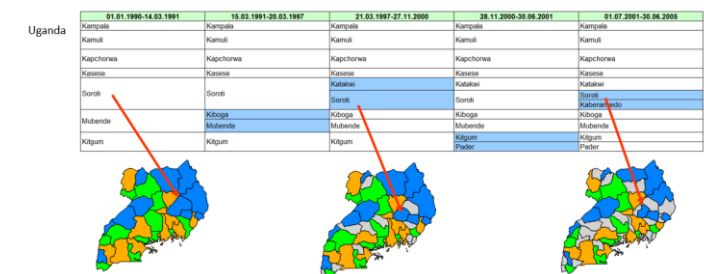 Uganda
01.01.1990-14.03.1991 15.03.1991-20.03.1997 21.03.1997-27.11.2000 28.11.2000-30.06.2001 01.07.2001-30.06.2005
Kampala Kampala Kampala Kampala Kampala
Kamuli Kamuli Kamuli Kamuli Kamuli
Kapchorwa Kapchorwa Kapchorwa Kapchorwa Kapchorwa
Kasese Kasese Kasese Kasese Kasese
Soroti Soroti Katakwi Katakwi Katakwi
Soroti Soroti Soroti
Kaberamaido
Mubende Kiboga Kiboga Kiboga Kiboga
Mubende Mubende Mubende Mubende
Kitgum Kitgum Kitgum Kitgum Kitgum
Pader Pader